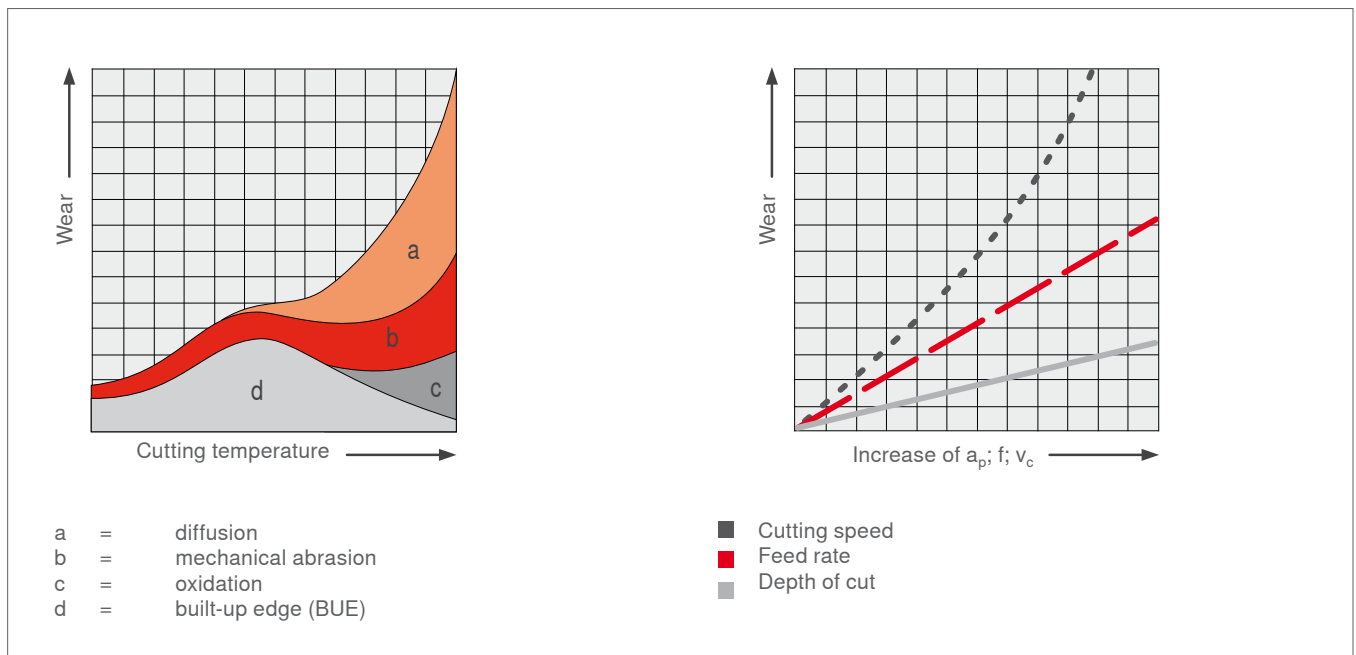 Wear
a
b
c
d
Cutting temperature
a = diffusion
b = mechanical abrasion
c = oxidation
d = built-up edge (BUE)
Wear
Increase of ap; f; vc
Cutting speed
Feed rate
Depth of cut